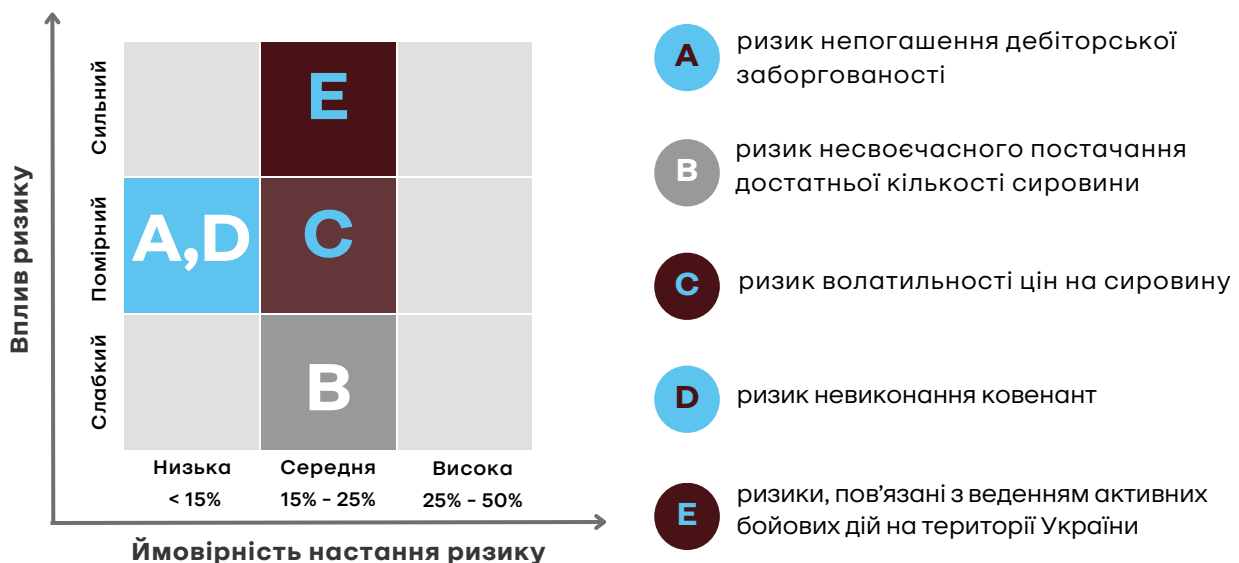 Вплив ризику
Сильний
Помірний
Слабкий
E
A,D
C
B
Низька
< 15%
Середня
15% - 25%
Висока
25% - 50%
Ймовірність настання ризику
A
ризик непогашення дебіторської
заборгованості
B
ризик несвоєчасного постачання
достатньої кількості сировини
C
ризик волатильності цін на сировину
D
ризик невиконання ковенант
E
ризики, пов’язані з веденням активних
бойових дій на території України